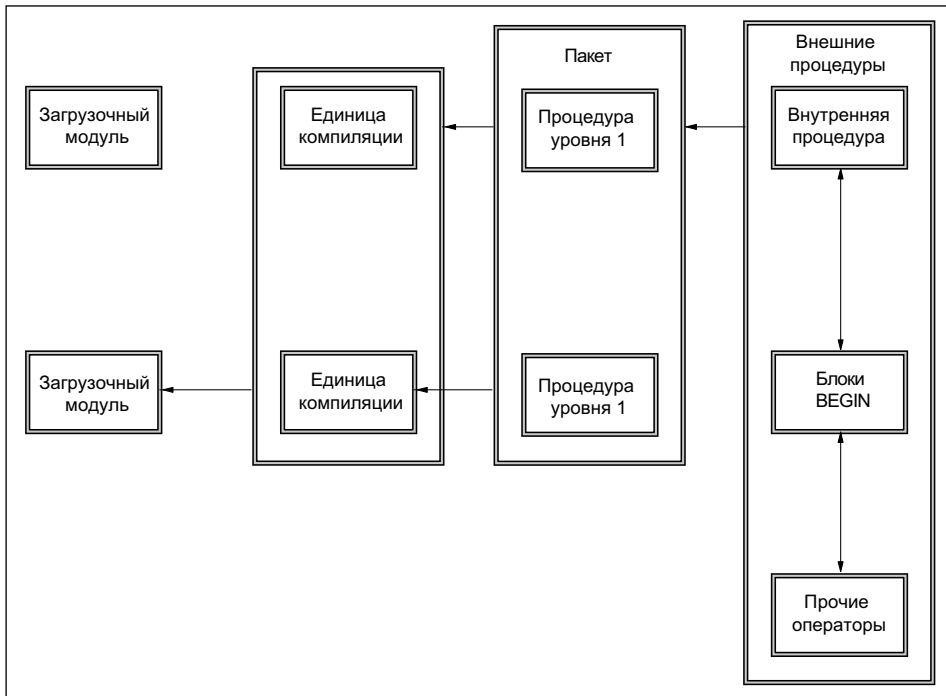 Загрузочный
модуль
Загрузочный
модуль
Единица
компиляции
Единица
компиляции
Пакет
Процедура
уровня 1
Процедура
уровня 1
Внешние
процедуры
Внутренняя
процедура
Блоки
BEGIN
Прочие
операторы